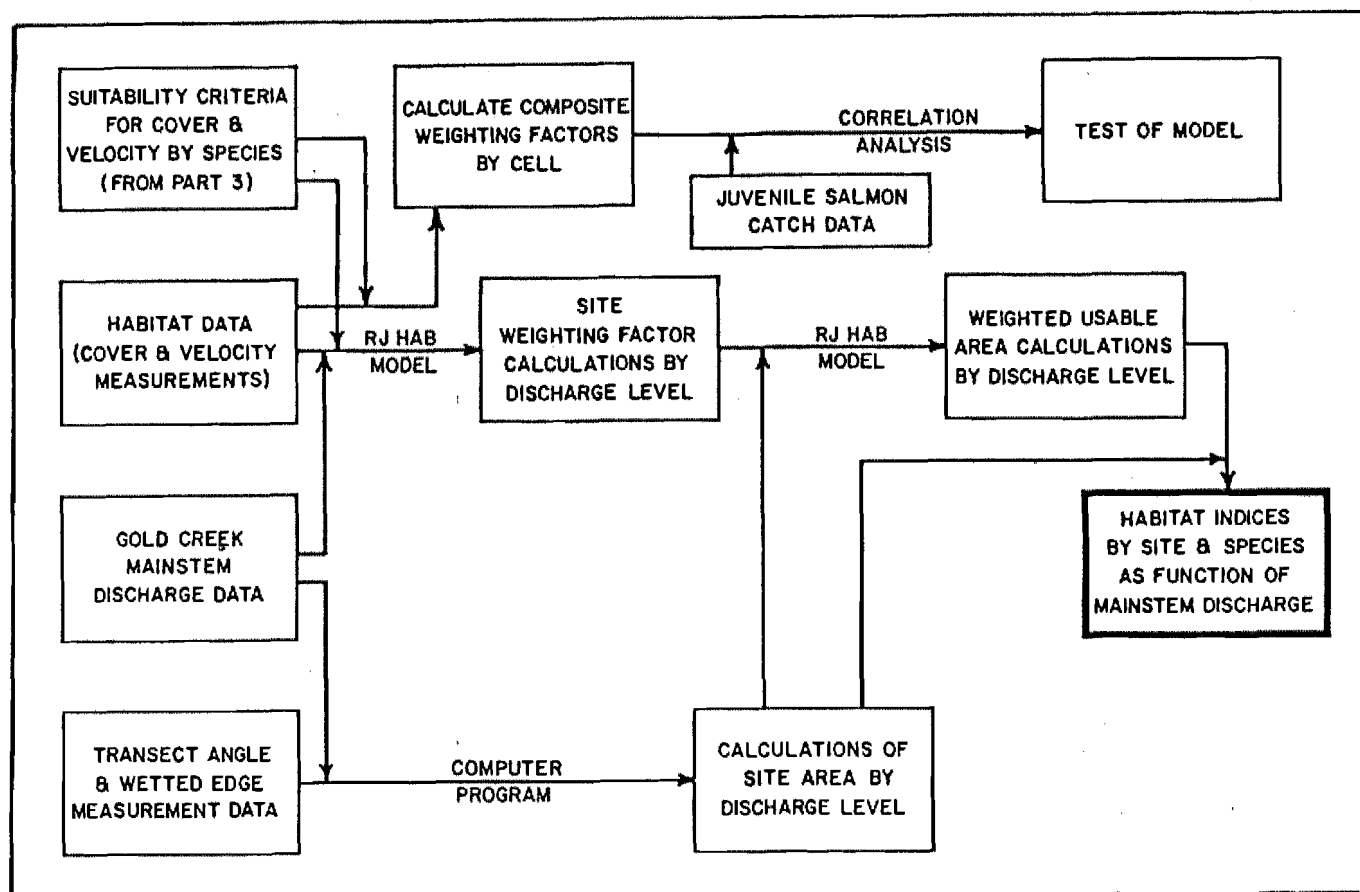 SUITABILITY CRITERIA
FOR COVER &
VELOCITY BY SPECIES
(FROM PART 3)
CALCULATE COMPOSITE
WEIGHTING FACTORS
BY CELL
CORRELATION
ANALYSIS
TEST OF MODEL
JUVENILE SALMON
CATCH DATA
HABITAT DATA
(COVER & VELOCITY
MEASUREMENTS)
RJ HAB
MODEL
SITE
WEIGHTING FACTOR
CALCULATIONS BY
DISCHARGE LEVEL
RJ HAB
MODEL
WEIGHTED USABLE
AREA CALCULATIONS
BY DISCHARGE LEVEL
GOLD CREEK
MAINSTEM
DISCHARGE DATA
HABITAT INDICES
BY SITE & SPECIES
AS FUNCTION OF
MAINSTEM DISCHARGE
TRANSECT ANGLE
& WETTED EDGE
MEASUREMENT DATA
COMPUTER
PROGRAM
CALCULATIONS OF
SITE AREA BY
DISCHARGE LEVEL